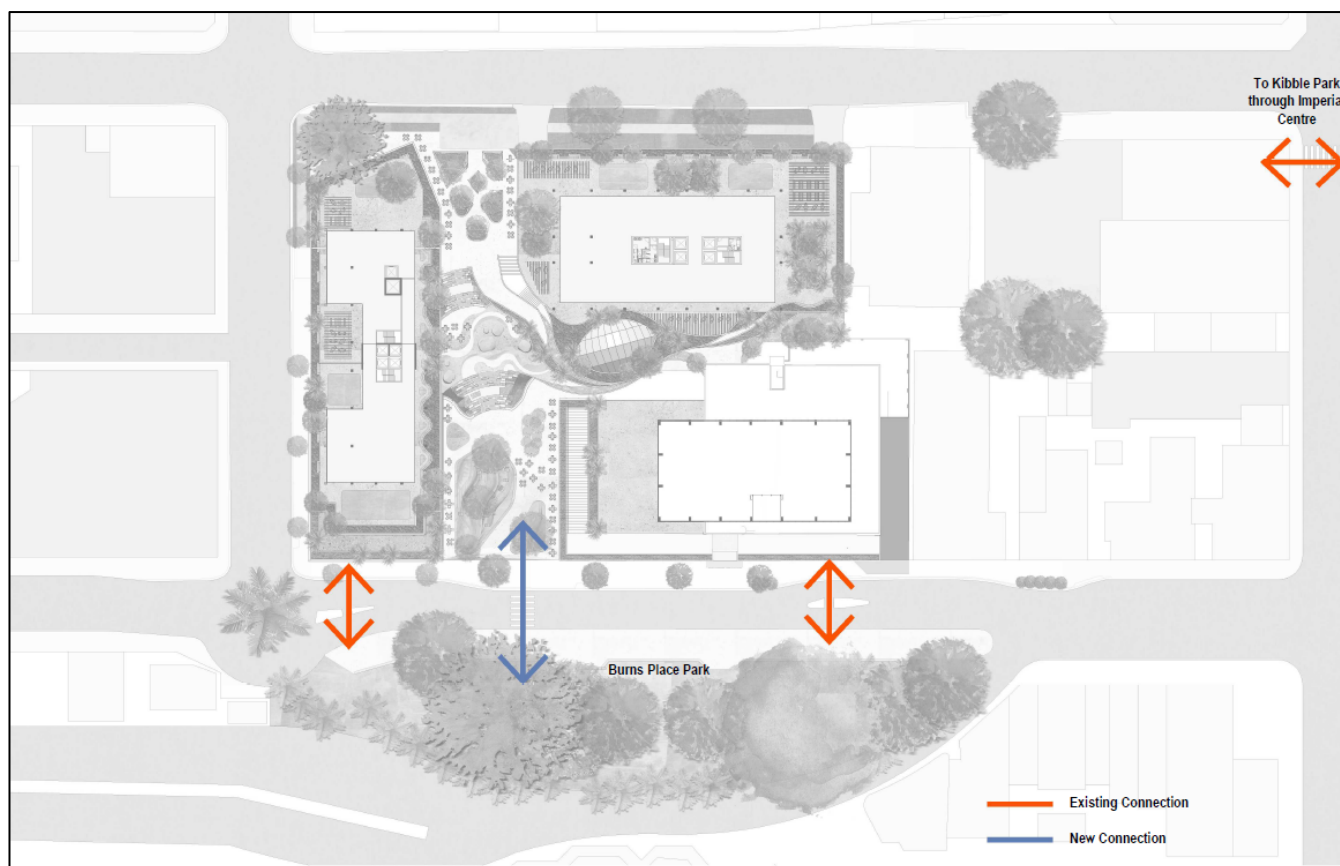 To Kibble Park
through Imperia
Centre
Burns Place Park
Existing Connection
New Connection